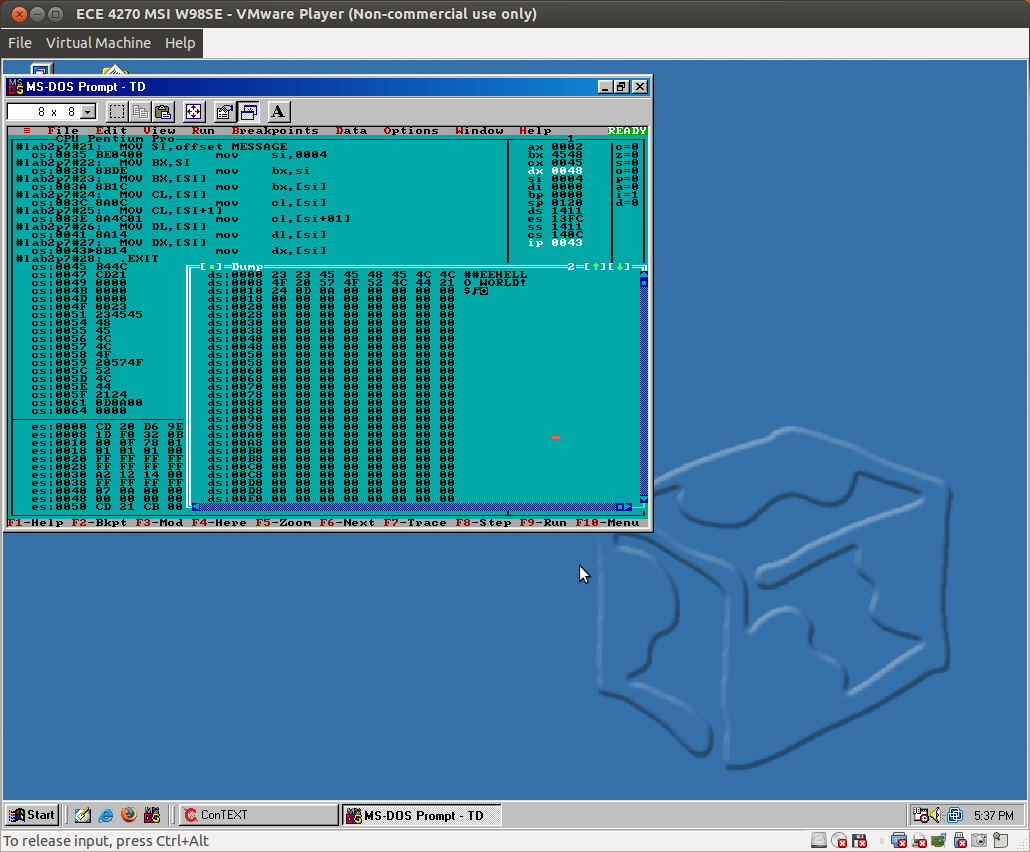 ECE 4270 MSI W98SE - VMware Player (Non-commercial use only)
File Virtual Machine Help
MS-DOS Prompt - TD
8 x 8
A
≡ File Edit View Run Breakpoints Data Options Window Help READY
CPU Pentium Pro 1
#lab2p7#21: MOV SI,offset MESSAGE
cs:0035 BE0400 mov si,0004
#lab2p7#22: MOV BX,SI
cs:0038 8BDE mov bx,si
#lab2p7#23: MOV BX,[SI]
cs:003A 8B1C mov bx,[si]
#lab2p7#24: MOV CL,[SI]
cs:003C 8A0C mov cl,[si]
#lab2p7#25: MOV CL,[SI+1]
cs:003E 8A4C01 mov cl,[si+01]
#lab2p7#26: MOV DL,[SI]
cs:0041 8A14 mov dl,[si]
#lab2p7#27: MOV DX,[SI]
cs:0043►8B14 mov dx,[si]
#lab2p7#28: .EXIT
cs:0045 B44C
cs:0047 CD21
cs:0049 0000
cs:004B 0000
cs:004D 0000
cs:004F 0023
cs:0051 234545
cs:0054 48
cs:0055 45
cs:0056 4C
cs:0057 4C
cs:0058 4F
cs:0059 20574F
cs:005C 52
cs:005D 4C
cs:005E 44
cs:005F 2124
cs:0061 0D0A00
cs:0064 0000
ax 0002 c=0
bx 4548 z=0
cx 0045 s=0
dx 0048 o=0
si 0004 p=0
di 0000 a=0
bp 0000 i=1
sp 0120 d=0
ds 1411
es 13FC
ss 1411
cs 140C
ip 0043
es:0000 CD 20 D6 9E
es:0008 1D F0 32 0B
es:0010 00 0F 78 01
es:0018 01 01 01 00
es:0020 FF FF FF FF
es:0028 FF FF FF FF
es:0030 A2 12 14 00
es:0038 FF FF FF FF
es:0040 07 0A 00 00
es:0048 00 00 00 00
es:0050 CD 21 CB 00
[■]=Dump 2=[↑][↓]
ds:0000 23 23 45 45 48 45 4C 4C ##EEHELL
ds:0008 4F 20 57 4F 52 4C 44 21 O WORLD!
ds:0010 24 0D 0A 00 00 00 00 00 $♪◙
ds:0018 00 00 00 00 00 00 00 00
ds:0020 00 00 00 00 00 00 00 00
ds:0028 00 00 00 00 00 00 00 00
ds:0030 00 00 00 00 00 00 00 00
ds:0038 00 00 00 00 00 00 00 00
ds:0040 00 00 00 00 00 00 00 00
ds:0048 00 00 00 00 00 00 00 00
ds:0050 00 00 00 00 00 00 00 00
ds:0058 00 00 00 00 00 00 00 00
ds:0060 00 00 00 00 00 00 00 00
ds:0068 00 00 00 00 00 00 00 00
ds:0070 00 00 00 00 00 00 00 00
ds:0078 00 00 00 00 00 00 00 00
ds:0080 00 00 00 00 00 00 00 00
ds:0088 00 00 00 00 00 00 00 00
ds:0090 00 00 00 00 00 00 00 00
ds:0098 00 00 00 00 00 00 00 00
ds:00A0 00 00 00 00 00 00 00 00
ds:00A8 00 00 00 00 00 00 00 00
ds:00B0 00 00 00 00 00 00 00 00
ds:00B8 00 00 00 00 00 00 00 00
ds:00C0 00 00 00 00 00 00 00 00
ds:00C8 00 00 00 00 00 00 00 00
ds:00D0 00 00 00 00 00 00 00 00
ds:00D8 00 00 00 00 00 00 00 00
ds:00E0 00 00 00 00 00 00 00 00
F1-Help F2-Bkpt F3-Mod F4-Here F5-Zoom F6-Next F7-Trace F8-Step F9-Run F10-Menu
Start ConTEXT MS-DOS Prompt - TD 5:37 PM
To release input, press Ctrl+Alt